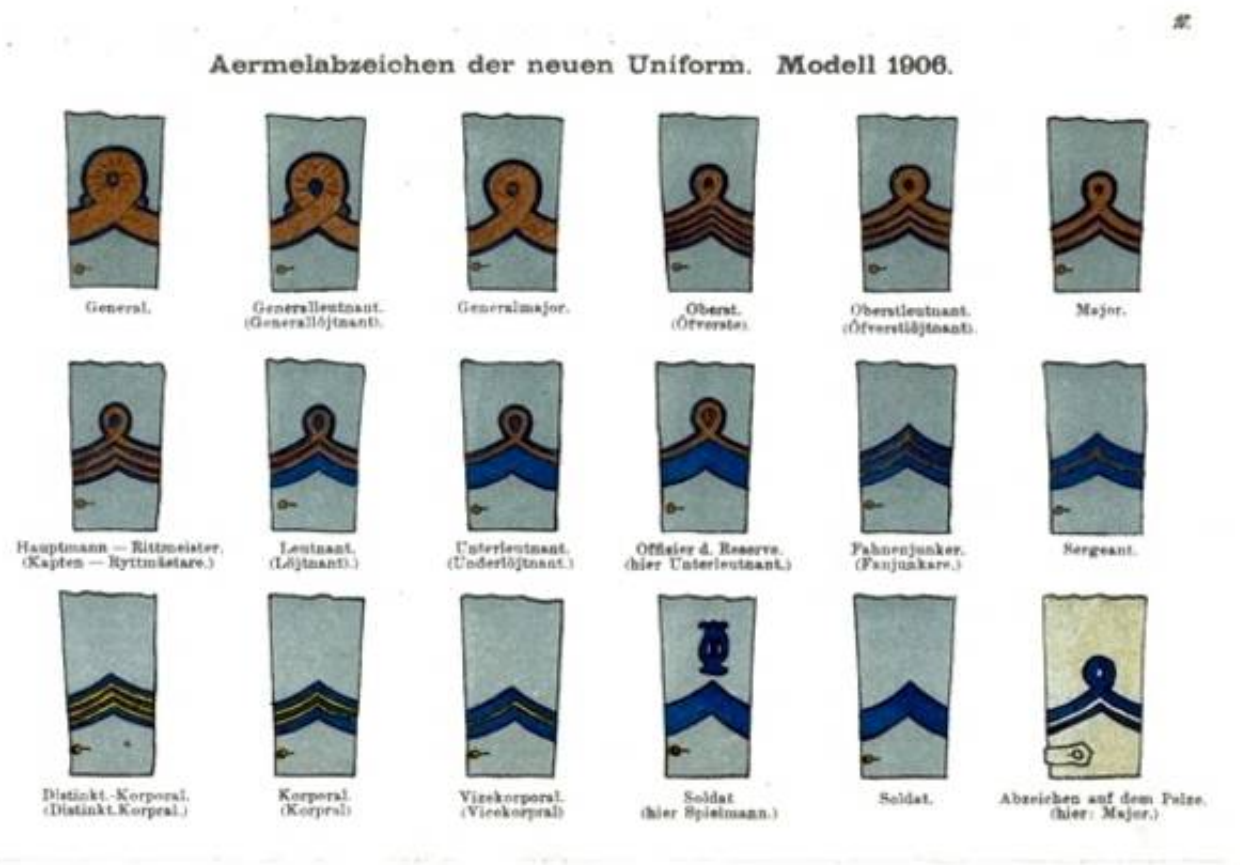 Aermelabzeichen der neuen Uniform. Modell 1906.
General.
Generalleutnant.
(Generallöjtnant).
Generalmajor.
Oberst.
(Öfverste).
Oberstleutnant.
(Öfverstlöjtnant).
Major.
Hauptmann — Rittmeister.
(Kapten — Ryttmästare.)
Leutnant.
(Löjtnant.)
Unterleutnant.
(Underlöjtnant.)
Offizier d. Reserve.
(hier Unterleutnant.)
Fahnenjunker.
(Fanjunkare.)
Sergeant.
Distinkt.-Korporal.
(Distinkt.Korpral.)
Korporal.
(Korpral)
Vizekorporal.
(Vicekorpral)
Soldat
(hier Spielmann.)
Soldat.
Abzeichen auf dem Pelze.
(hier: Major.)